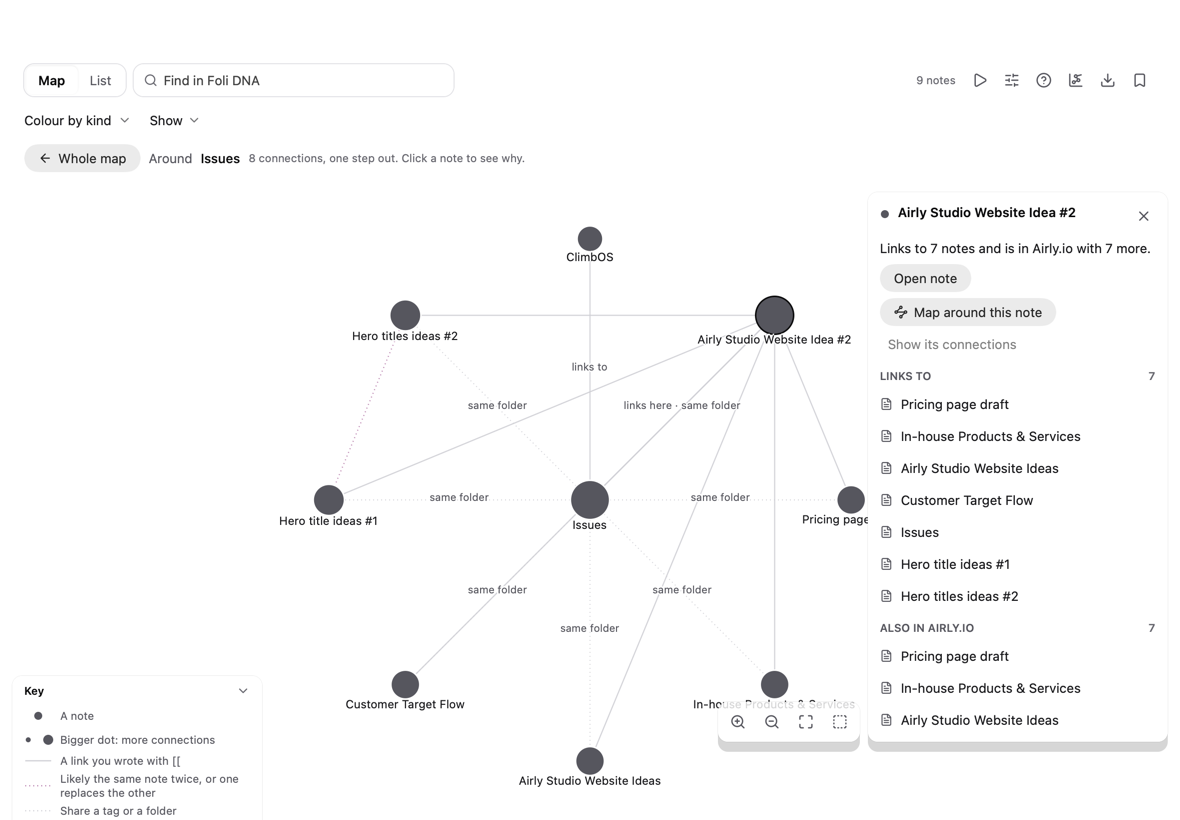 Map
List
Find in Foli DNA
9 notes
Colour by kind
Show
Whole map
Around Issues 8 connections, one step out. Click a note to see why.
ClimbOS
Hero titles ideas #2
Airly Studio Website Idea #2
links to
same folder
links here · same folder
Hero title ideas #1
same folder
Issues
same folder
Pricing page
same folder
same folder
same folder
Customer Target Flow
In-house Products & Services
Airly Studio Website Ideas
Key
A note
Bigger dot: more connections
A link you wrote with [[
Likely the same note twice, or one
replaces the other
Share a tag or a folder
Airly Studio Website Idea #2
Links to 7 notes and is in Airly.io with 7 more.
Open note
Map around this note
Show its connections
LINKS TO 7
Pricing page draft
In-house Products & Services
Airly Studio Website Ideas
Customer Target Flow
Issues
Hero title ideas #1
Hero titles ideas #2
ALSO IN AIRLY.IO 7
Pricing page draft
In-house Products & Services
Airly Studio Website Ideas